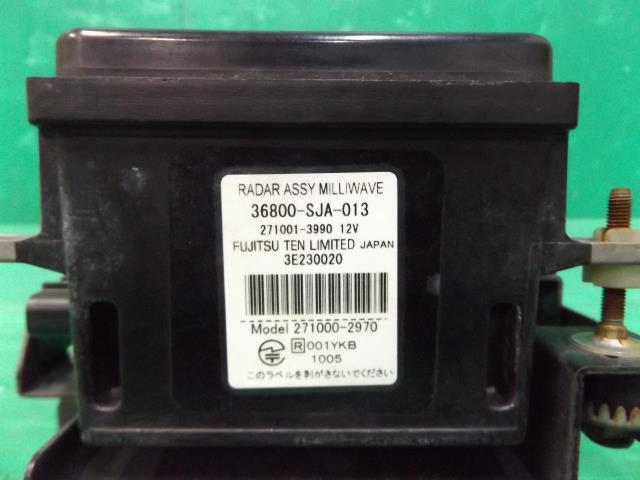 RADAR ASSY MILLIWAVE
36800-SJA-013
271001-3990 12V
FUJITSU TEN LIMITED JAPAN
3E230020
Model 271000-2970
R 001YKB
1005
このラベルを剥がさないでください